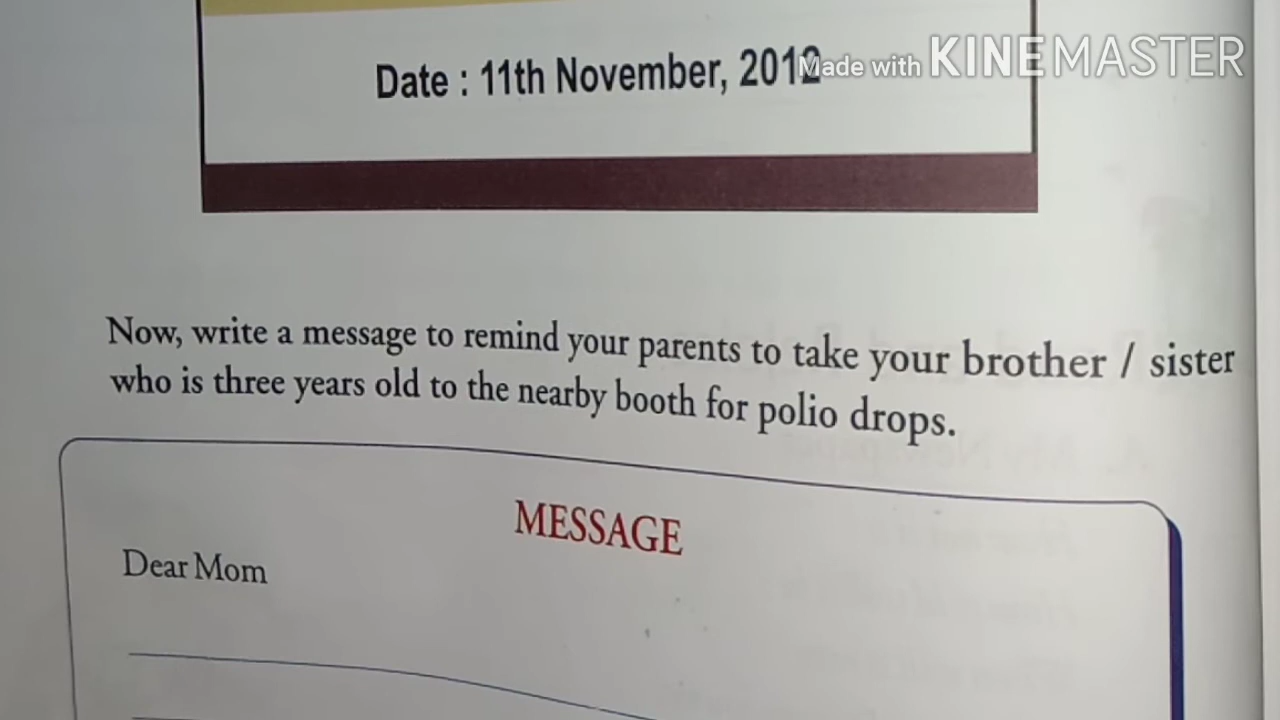 Date : 11th November, 2012
Made with KINEMASTER
Now, write a message to remind your parents to take your brother / sister
who is three years old to the nearby booth for polio drops.
MESSAGE
Dear Mom